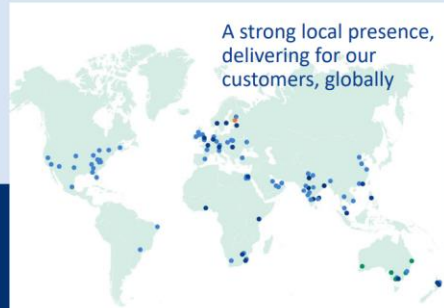 A strong local presence,
delivering for our
customers, globally